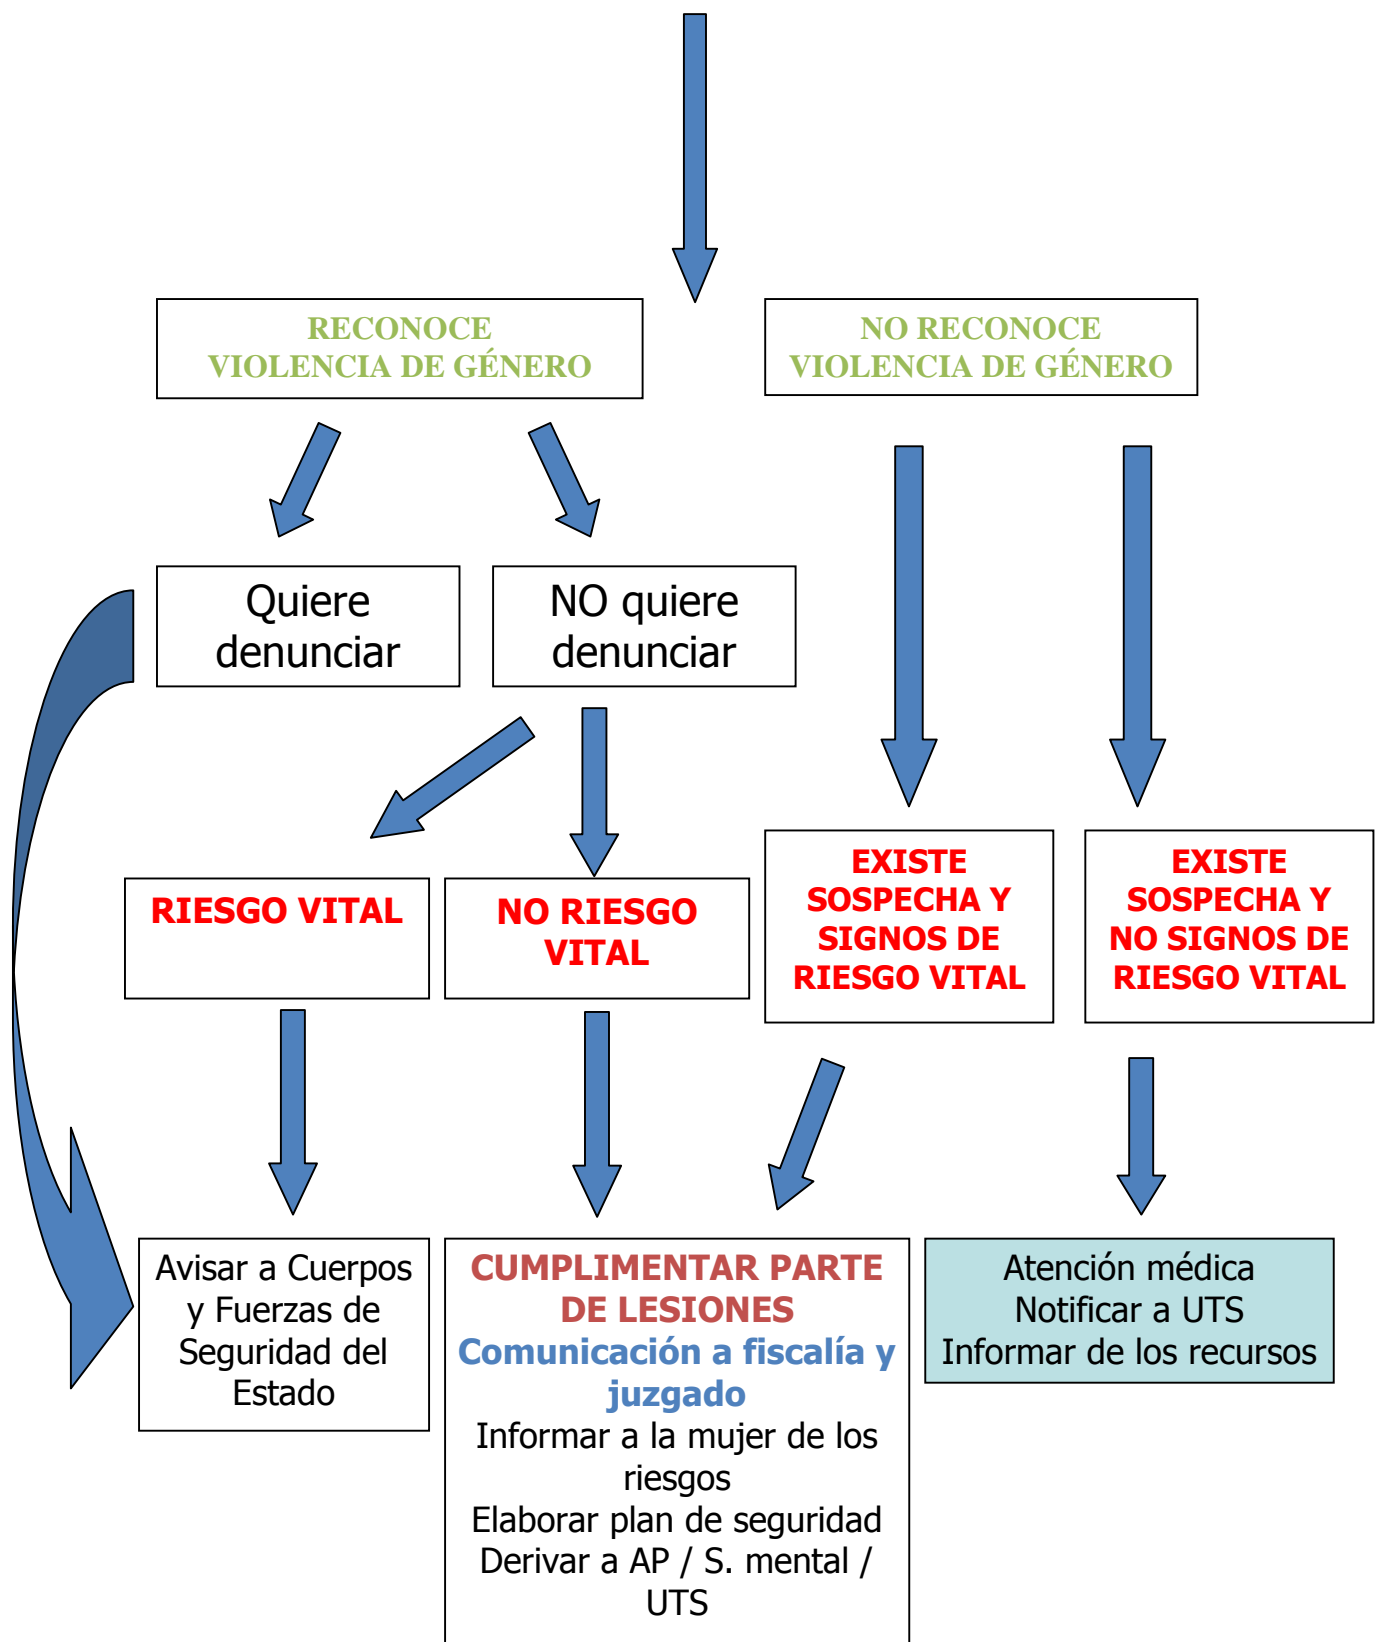 RECONOCE
VIOLENCIA DE GÉNERO
NO RECONOCE
VIOLENCIA DE GÉNERO
Quiere
denunciar
NO quiere
denunciar
RIESGO VITAL
NO RIESGO
VITAL
EXISTE
SOSPECHA Y
SIGNOS DE
RIESGO VITAL
EXISTE
SOSPECHA Y
NO SIGNOS DE
RIESGO VITAL
Avisar a Cuerpos
y Fuerzas de
Seguridad del
Estado
CUMPLIMENTAR PARTE
DE LESIONES
Comunicación a fiscalía y
juzgado
Informar a la mujer de los
riesgos
Elaborar plan de seguridad
Derivar a AP / S. mental /
UTS
Atención médica
Notificar a UTS
Informar de los recursos